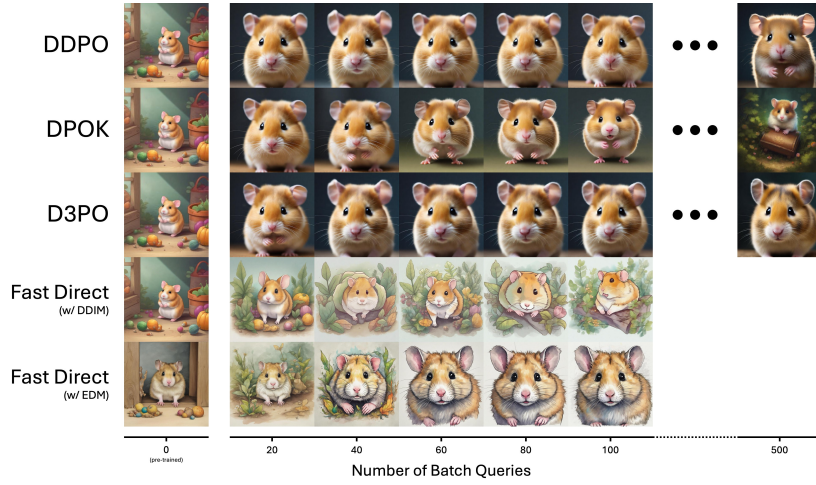 DDPO
DPOK
D3PO
Fast Direct
(w/ DDIM)
Fast Direct
(w/ EDM)
0 20 40 60 80 100 500
(pre-trained)
Number of Batch Queries